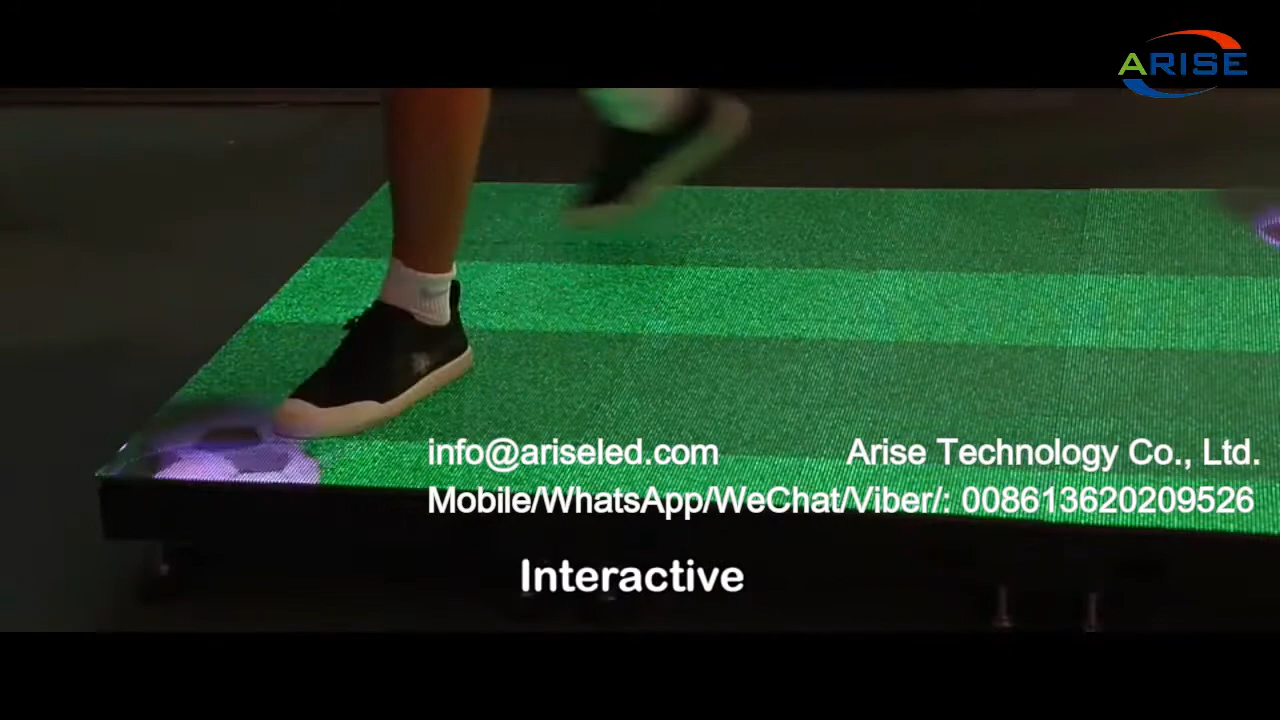 ARISE
info@ariseled.com Arise Technology Co., Ltd.
Mobile/WhatsApp/WeChat/Viber/: 008613620209526
Interactive